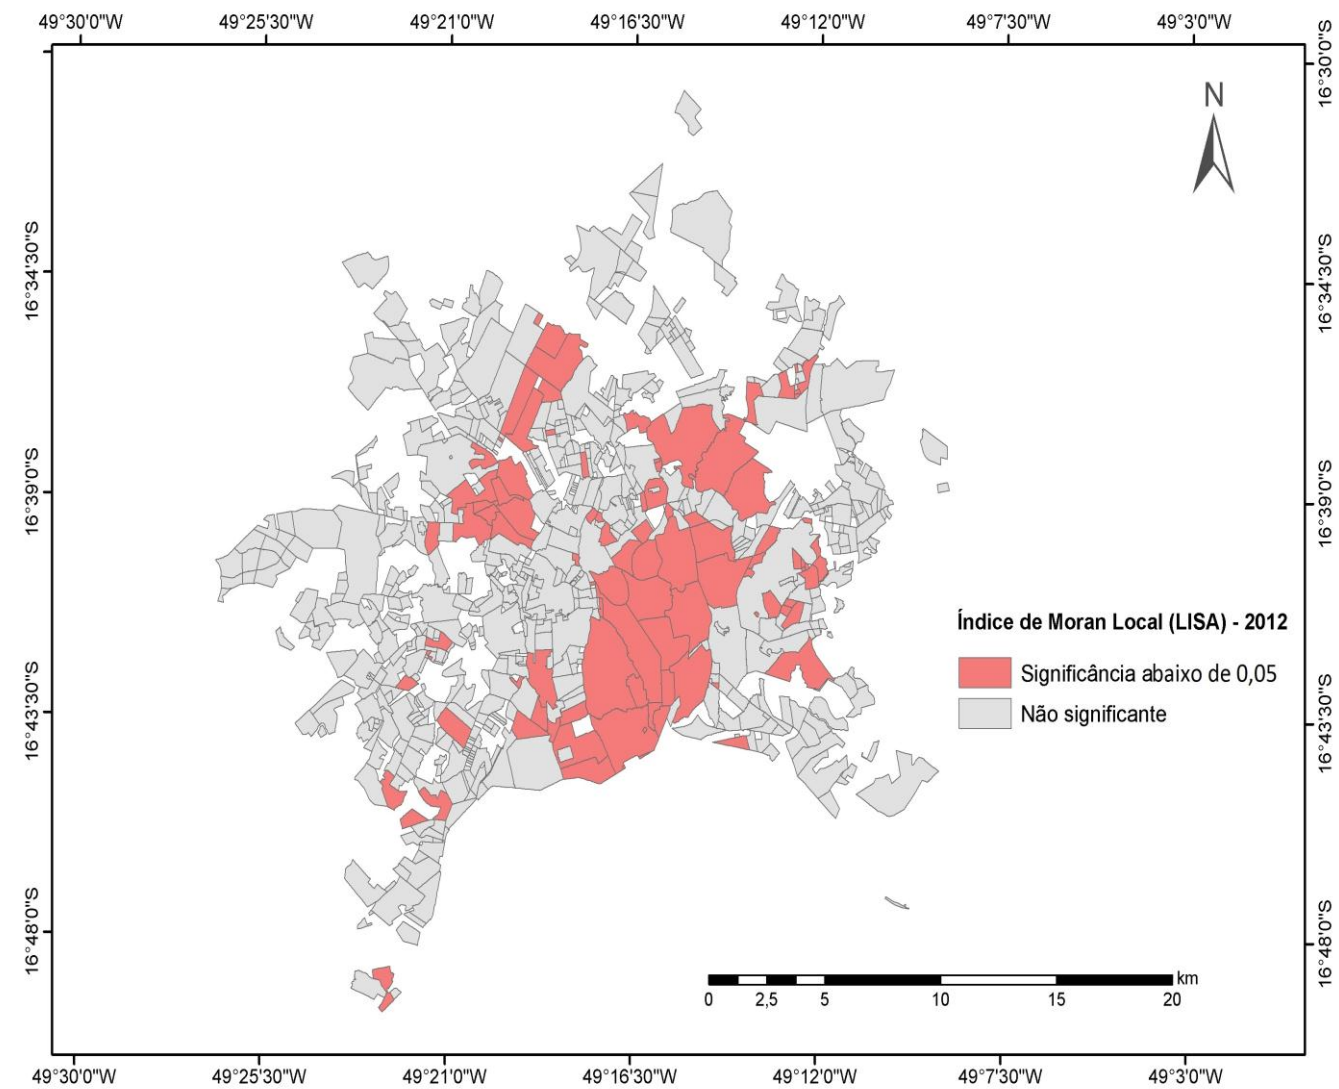 49°30'0"W 49°25'30"W 49°21'0"W 49°16'30"W 49°12'0"W 49°7'30"W 49°3'0"W
16°30'0"S
N
16°34'30"S 16°34'30"S
16°39'0"S 16°39'0"S
Índice de Moran Local (LISA) - 2012
Significância abaixo de 0,05
Não significante
16°43'30"S 16°43'30"S
16°48'0"S 16°48'0"S
km
0 2,5 5 10 15 20
49°30'0"W 49°25'30"W 49°21'0"W 49°16'30"W 49°12'0"W 49°7'30"W 49°3'0"W